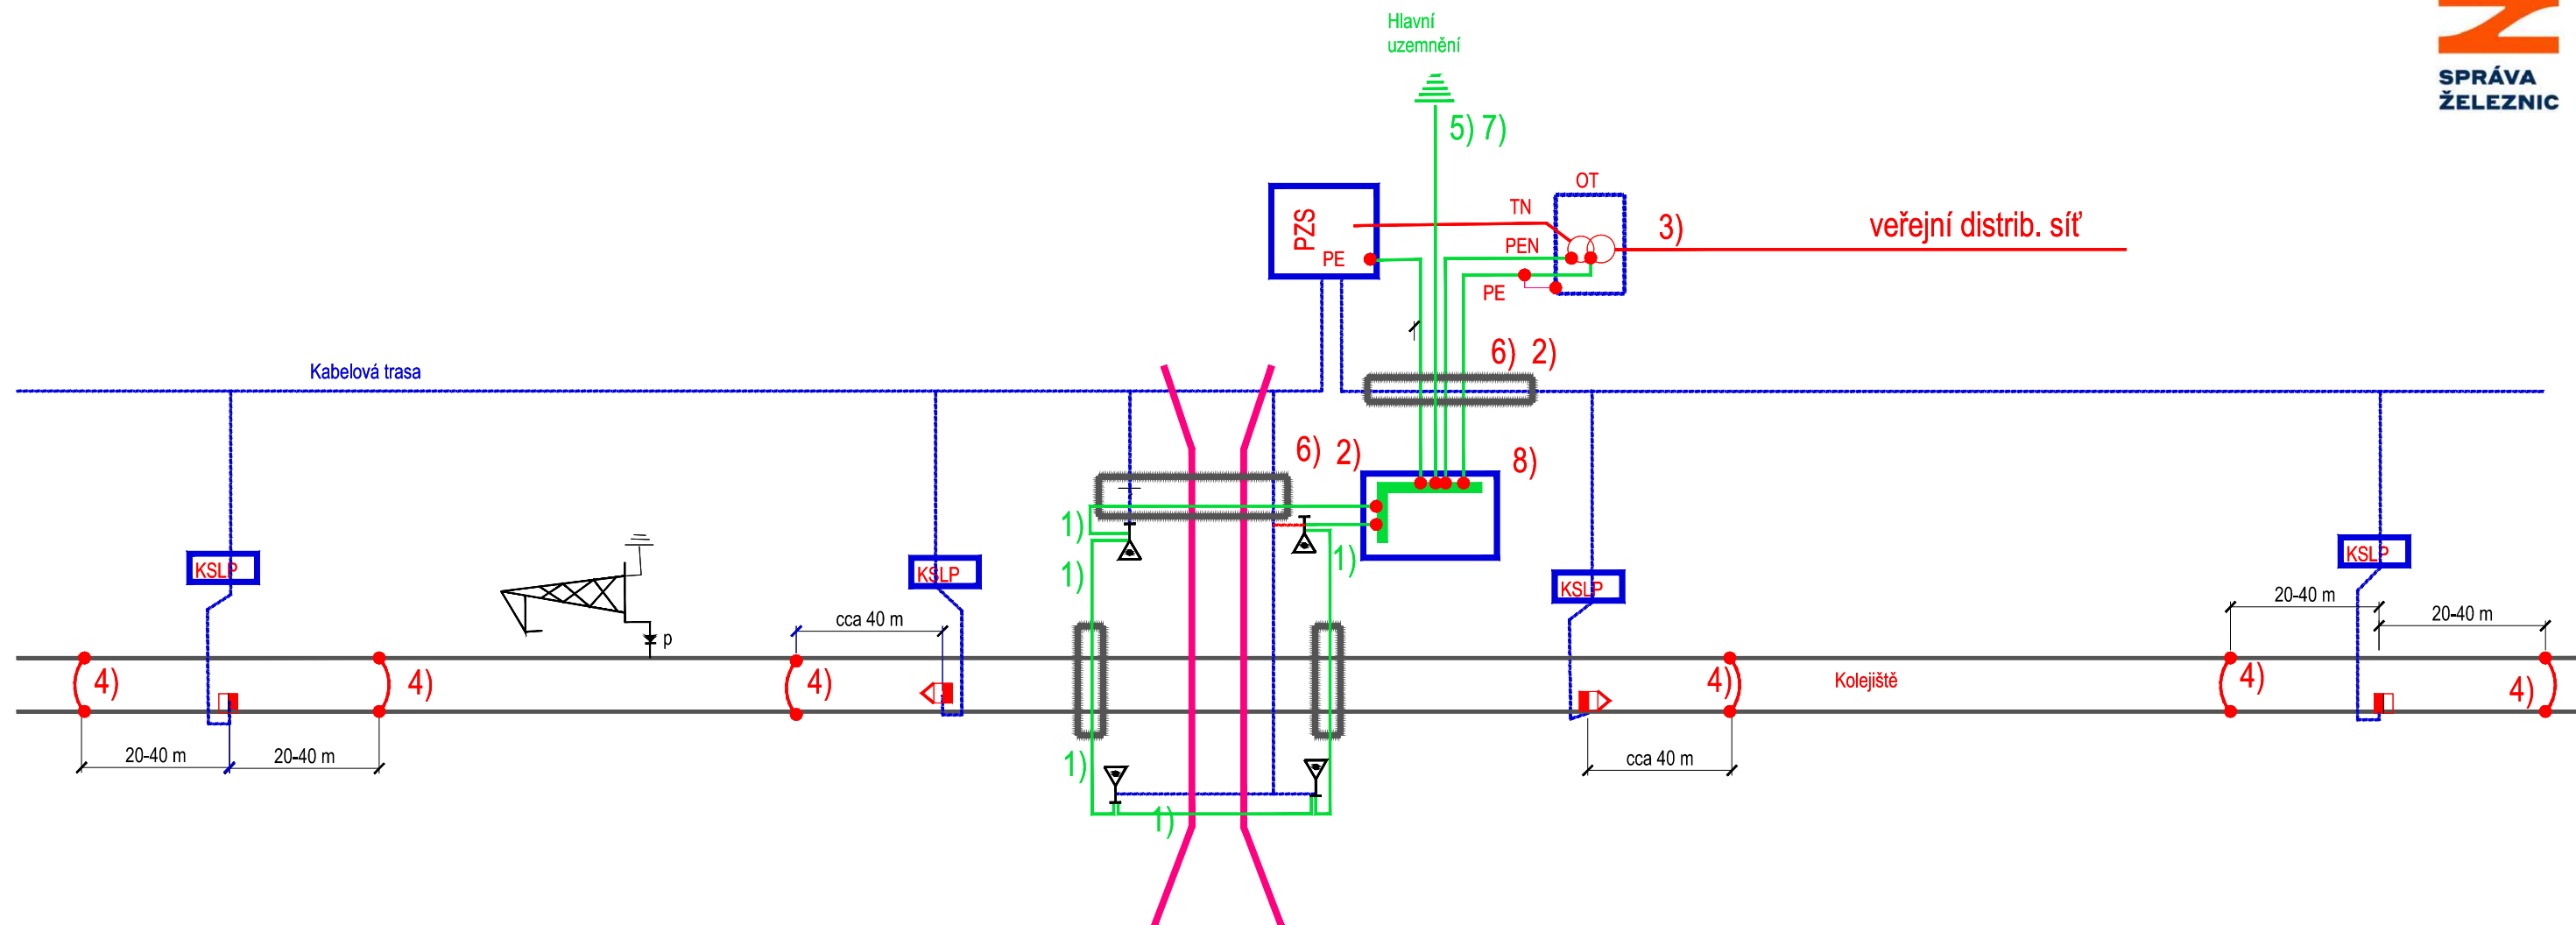 Hlavní
uzemnění
SPRÁVA
ŽELEZNIC
5) 7)
OT
TN
3)
veřejní distrib. síť
PZS
PEN
PE
PE
6) 2)
Kabelová trasa
6) 2)
8)
1)
1)
1)
KSLP
KSLP
KSLP
KSLP
20-40 m
20-40 m
cca 40 m
p
4)
4)
4)
4)
Kolejiště
4)
4)
20-40 m
20-40 m
1)
cca 40 m
1)